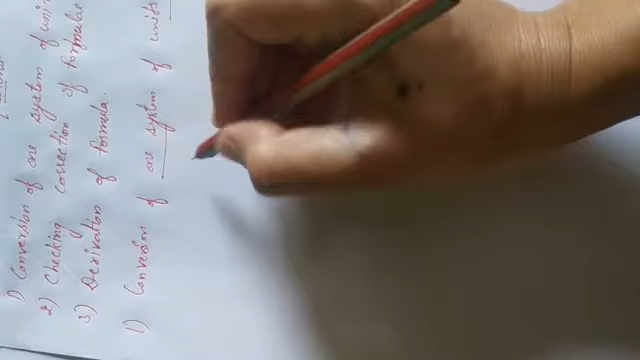 1) Conversion of one system of
2) Checking correction of formulae
3) Derivation of formula.
1) Conversion of one system of units